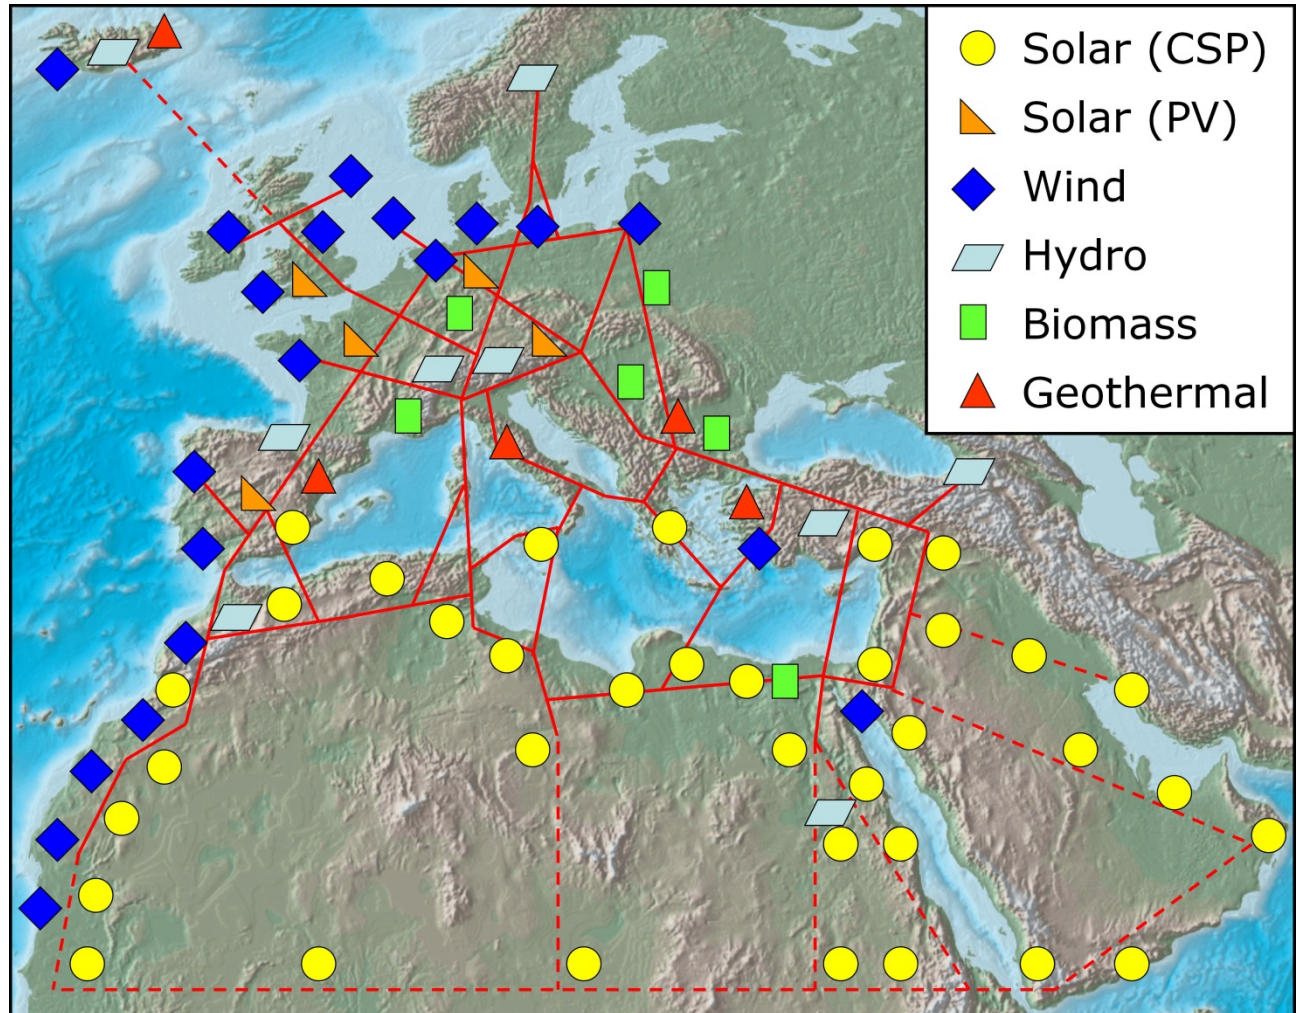 Solar (CSP)
Solar (PV)
Wind
Hydro
Biomass
Geothermal